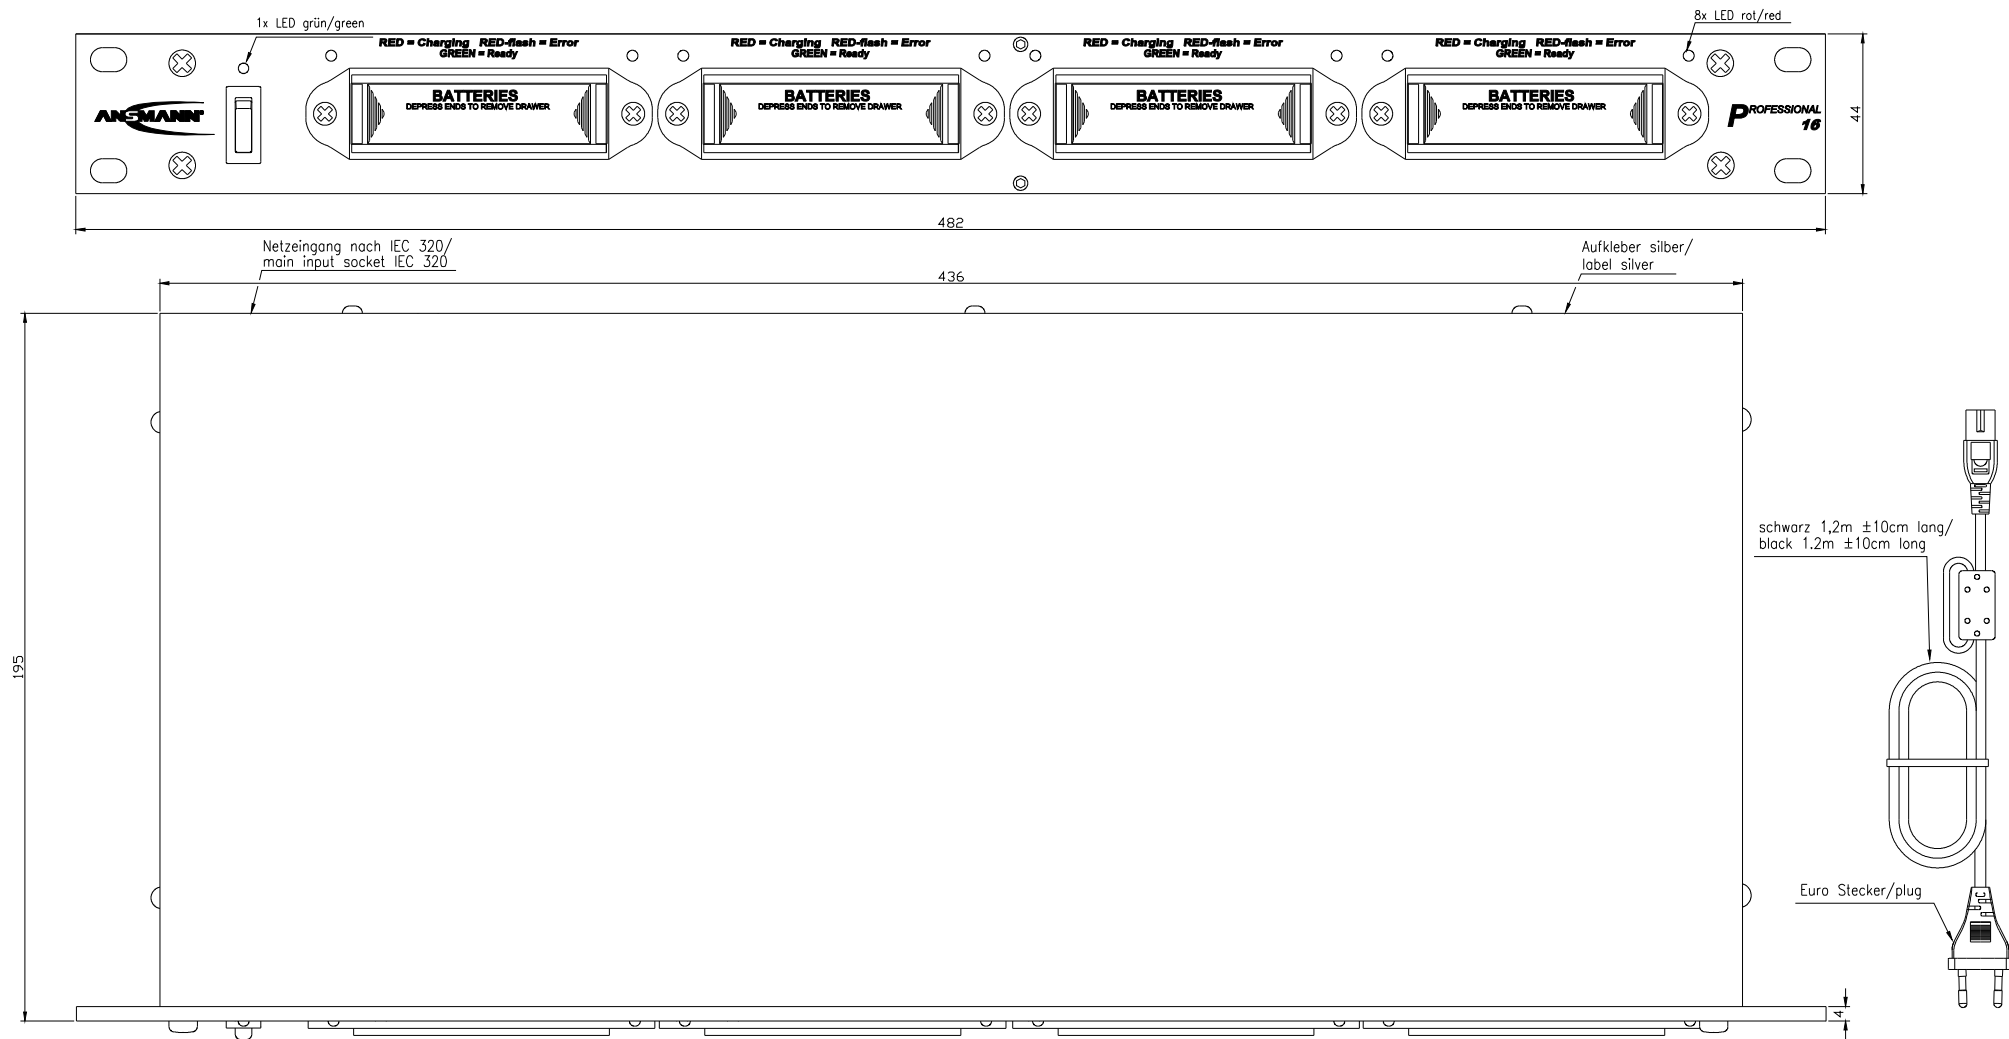 1x LED grün/green
8x LED rot/red
RED = Charging RED-flash = Error
GREEN = Ready
RED = Charging RED-flash = Error
GREEN = Ready
RED = Charging RED-flash = Error
GREEN = Ready
RED = Charging RED-flash = Error
GREEN = Ready
ANSMANN
BATTERIES
DEPRESS ENDS TO REMOVE DRAWER
BATTERIES
DEPRESS ENDS TO REMOVE DRAWER
BATTERIES
DEPRESS ENDS TO REMOVE DRAWER
BATTERIES
DEPRESS ENDS TO REMOVE DRAWER
PROFESSIONAL
16
44
482
Netzeingang nach IEC 320/
main input socket IEC 320
Aufkleber silber/
label silver
436
195
schwarz 1,2m ±10cm lang/
black 1.2m ±10cm long
Euro Stecker/plug
4